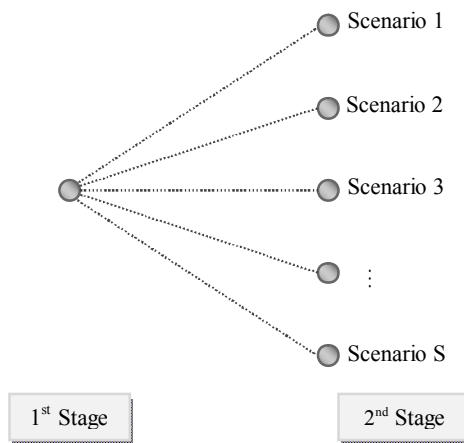 Scenario 1
Scenario 2
Scenario 3
⋮
Scenario S
1st Stage
2nd Stage